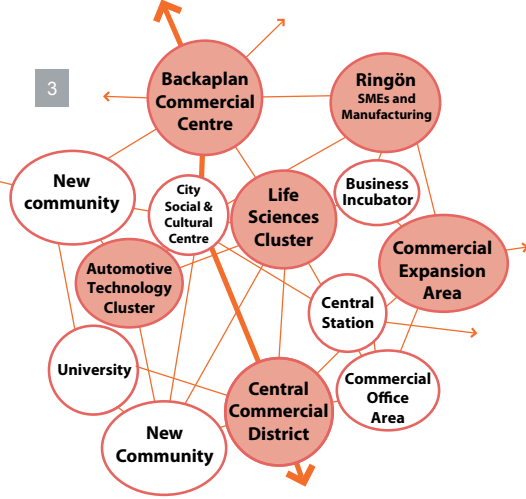 3
Backaplan
Commercial
Centre
Ringön
SMEs and
Manufacturing
New
community
City
Social &
Cultural
Centre
Life
Sciences
Cluster
Business
Incubator
Commercial
Expansion
Area
Automotive
Technology
Cluster
Central
Station
University
Central
Commercial
District
Commercial
Office
Area
New
Community